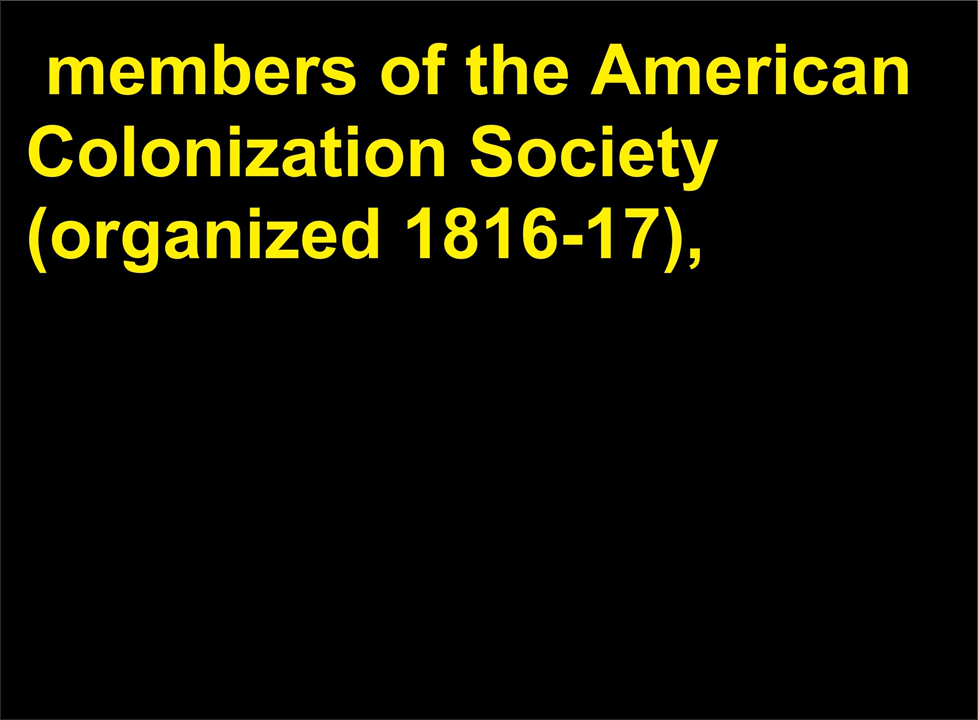 members of the American
Colonization Society
(organized 1816-17),